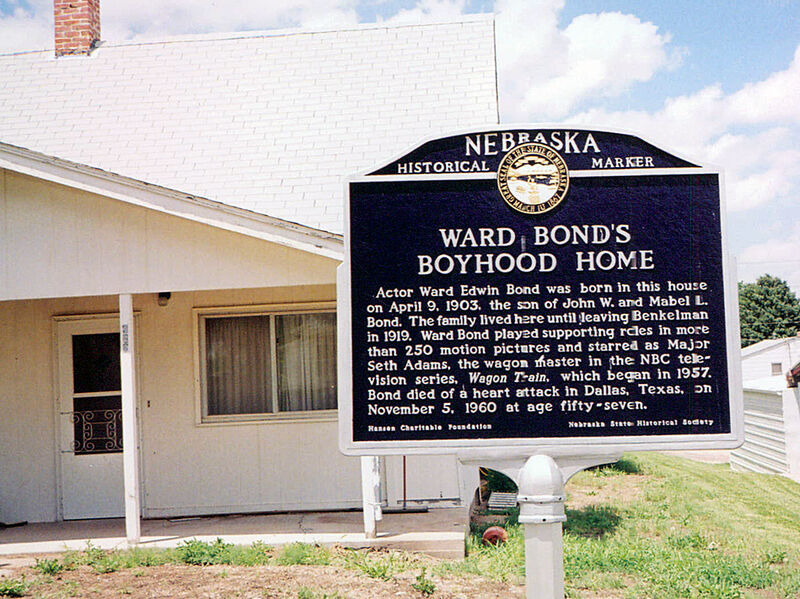 NEBRASKA
HISTORICAL MARKER
WARD BOND'S
BOYHOOD HOME
Actor Ward Edwin Bond was born in this house
on April 9, 1903, the son of John W. and Mabel L.
Bond. The family lived here until leaving Benkelman
in 1919. Ward Bond played supporting roles in more
than 250 motion pictures and starred as Major
Seth Adams, the wagon master in the NBC tele-
vision series, Wagon Train, which began in 1957.
Bond died of a heart attack in Dallas, Texas, on
November 5, 1960 at age fifty-seven.
Hansen Charitable Foundation Nebraska State Historical Society